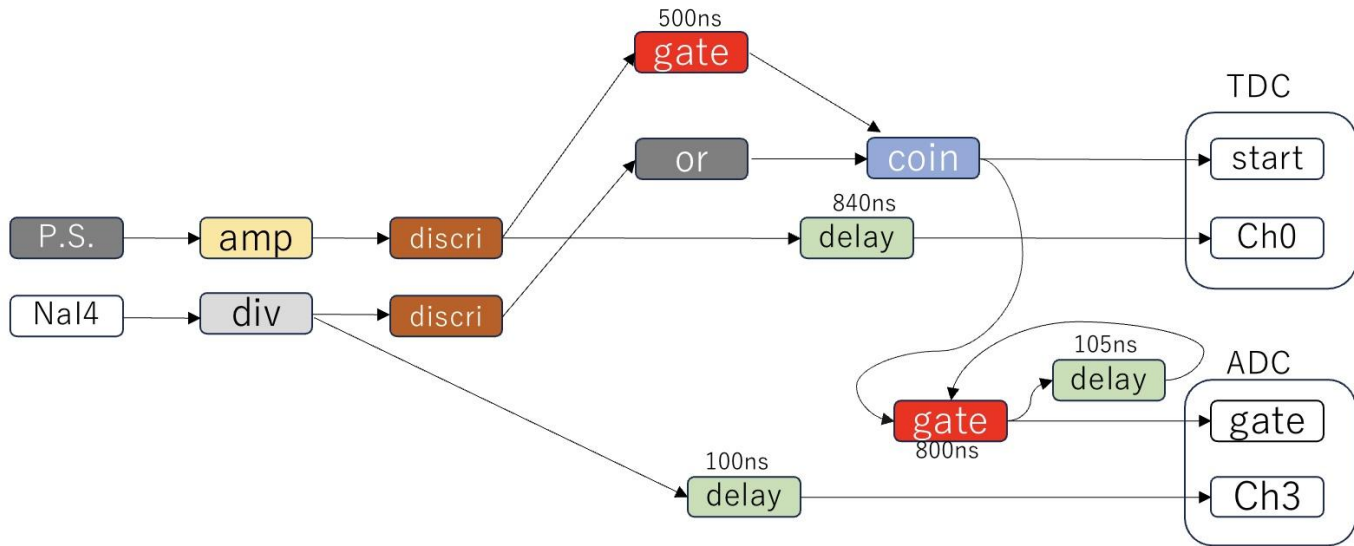 500ns
gate
TDC
or
coin
start
840ns
P.S.
amp
discri
delay
Ch0
NaI4
div
discri
105ns
ADC
delay
gate
800ns
gate
100ns
delay
Ch3